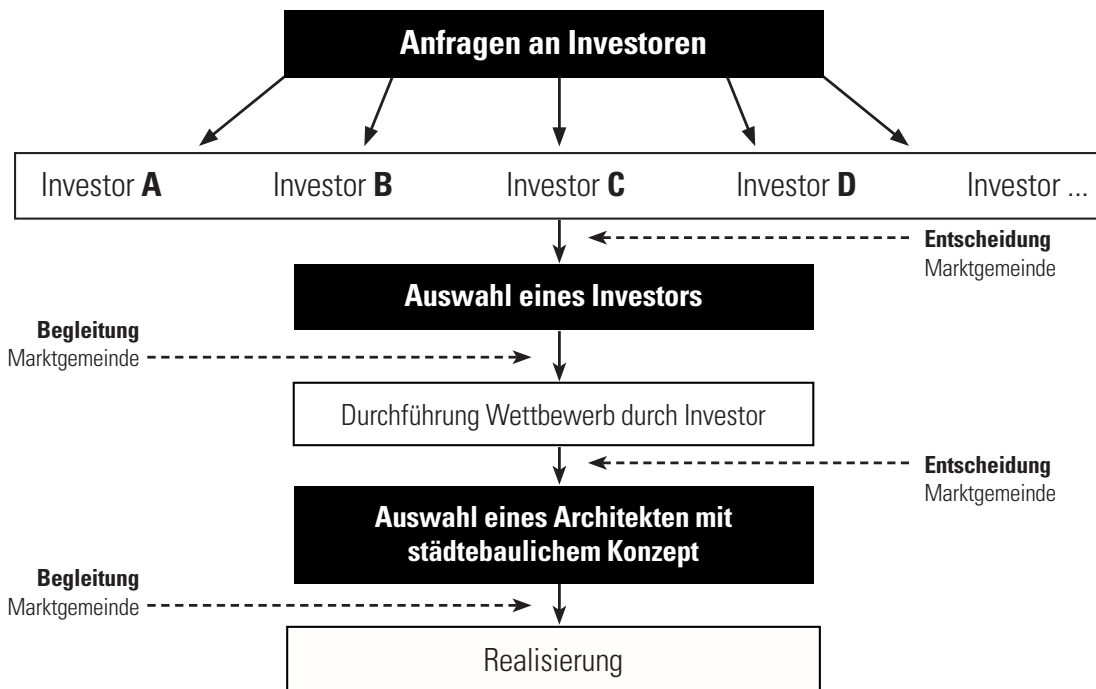 Anfragen an Investoren
Investor A Investor B Investor C Investor D Investor ...
Entscheidung
Marktgemeinde
Auswahl eines Investors
Begleitung
Marktgemeinde
Durchführung Wettbewerb durch Investor
Entscheidung
Marktgemeinde
Auswahl eines Architekten mit
städtebaulichem Konzept
Begleitung
Marktgemeinde
Realisierung